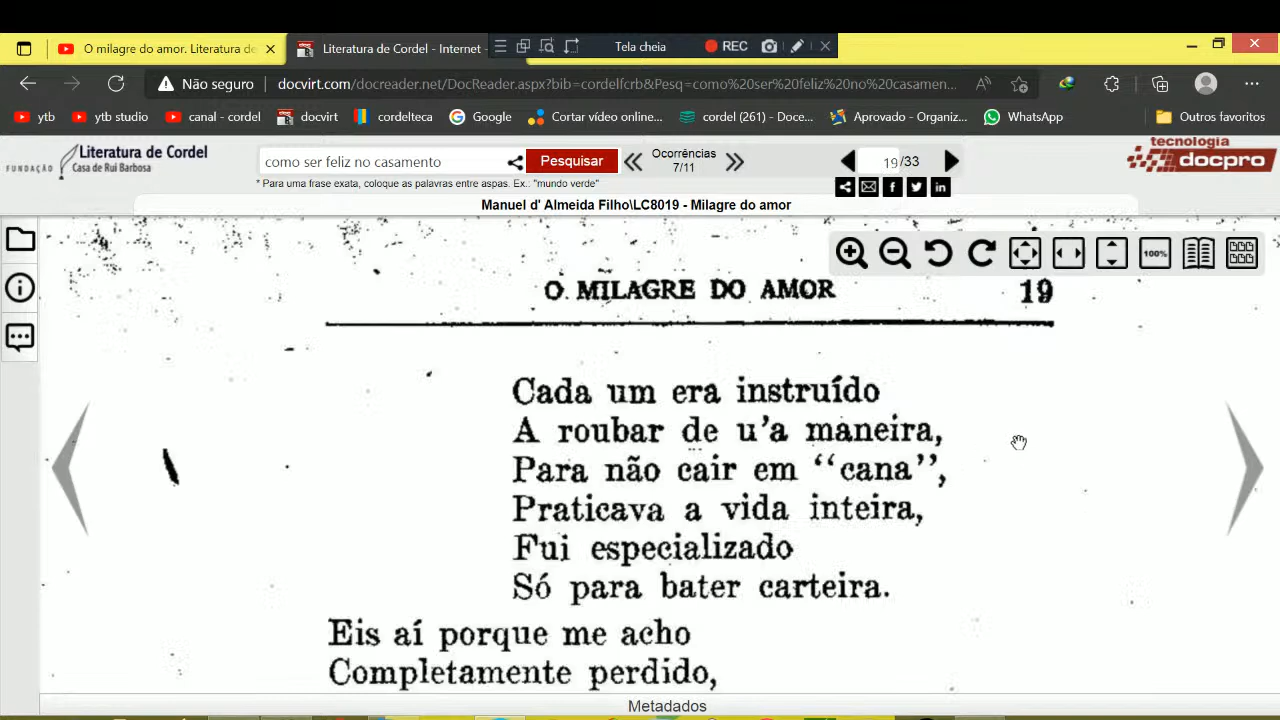 O milagre do amor. Literatura de
Literatura de Cordel - Internet
Tela cheia
REC
Não seguro
docvirt.com/docreader.net/DocReader.aspx?bib=cordelfcrb&Pesq=como%20ser%20feliz%20no%20casamen...
ytb
ytb studio
canal - cordel
docvirt
cordelteca
Google
Cortar vídeo online...
cordel (261) - Doce...
Aprovado - Organiz...
WhatsApp
Outros favoritos
FUNDAÇÃO
Literatura de Cordel
Casa de Rui Barbosa
como ser feliz no casamento
Pesquisar
Ocorrências
7/11
19 /33
tecnologia
docpro
* Para uma frase exata, coloque as palavras entre aspas. Ex.: "mundo verde"
Manuel d' Almeida Filho\LC8019 - Milagre do amor
100%
O MILAGRE DO AMOR 19
Cada um era instruído
A roubar de u'a maneira,
Para não cair em "cana",
Praticava a vida inteira,
Fui especializado
Só para bater carteira.
Eis aí porque me acho
Completamente perdido,
Metadados